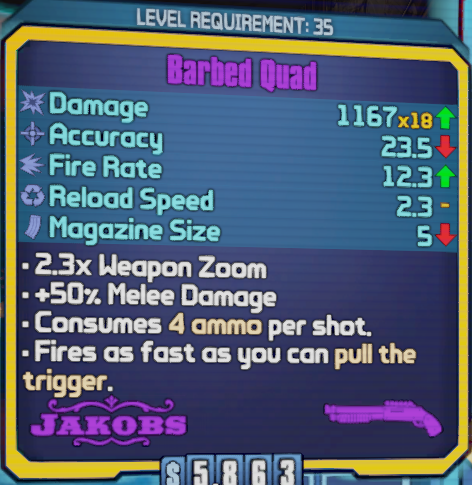 LEVEL REQUIREMENT: 35
Barbed Quad
Damage 1167x18
Accuracy 23.5
Fire Rate 12.3
Reload Speed 2.3 -
Magazine Size 5
• 2.3x Weapon Zoom
• +50% Melee Damage
• Consumes 4 ammo per shot.
• Fires as fast as you can pull the
trigger.
JAKOBS
$ 5,863